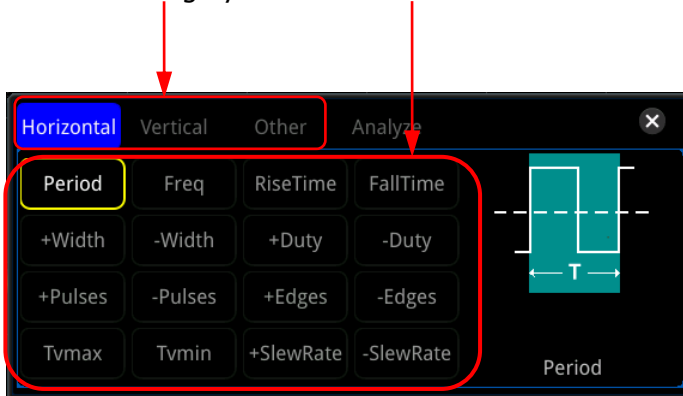 Horizontal Vertical Other Analyze
Period Freq RiseTime FallTime
+Width -Width +Duty -Duty
T
+Pulses -Pulses +Edges -Edges
Tvmax Tvmin +SlewRate -SlewRate
Period